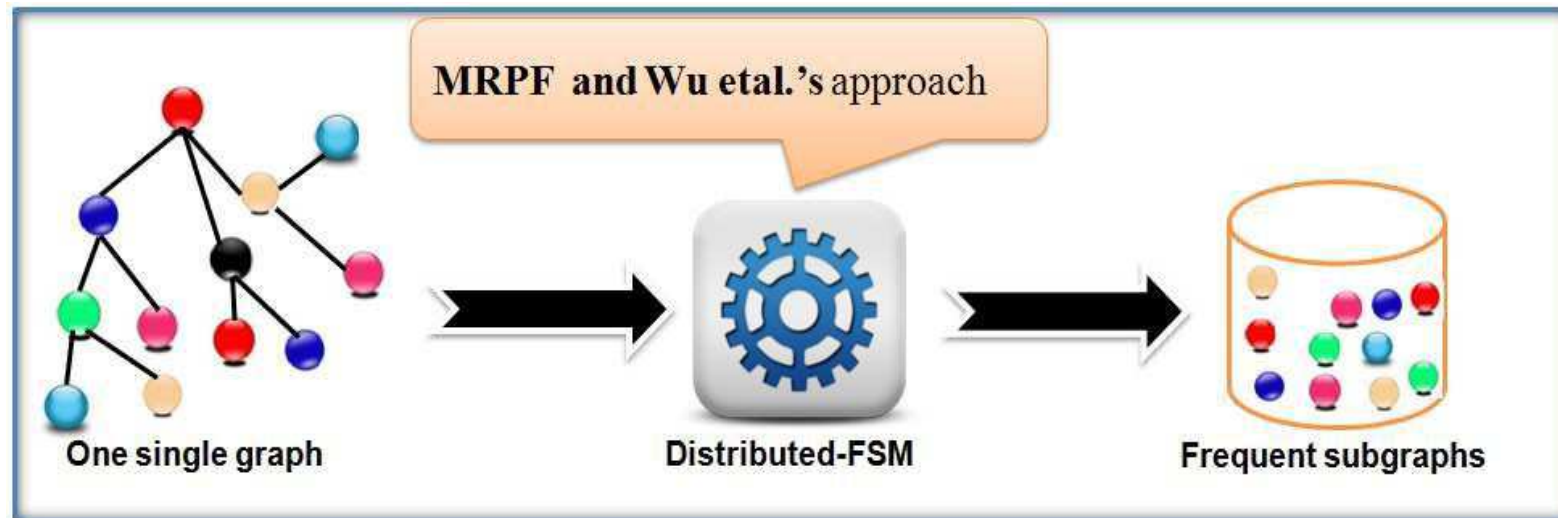 MRPF and Wu etal.'s approach
One single graph
Distributed-FSM
Frequent subgraphs